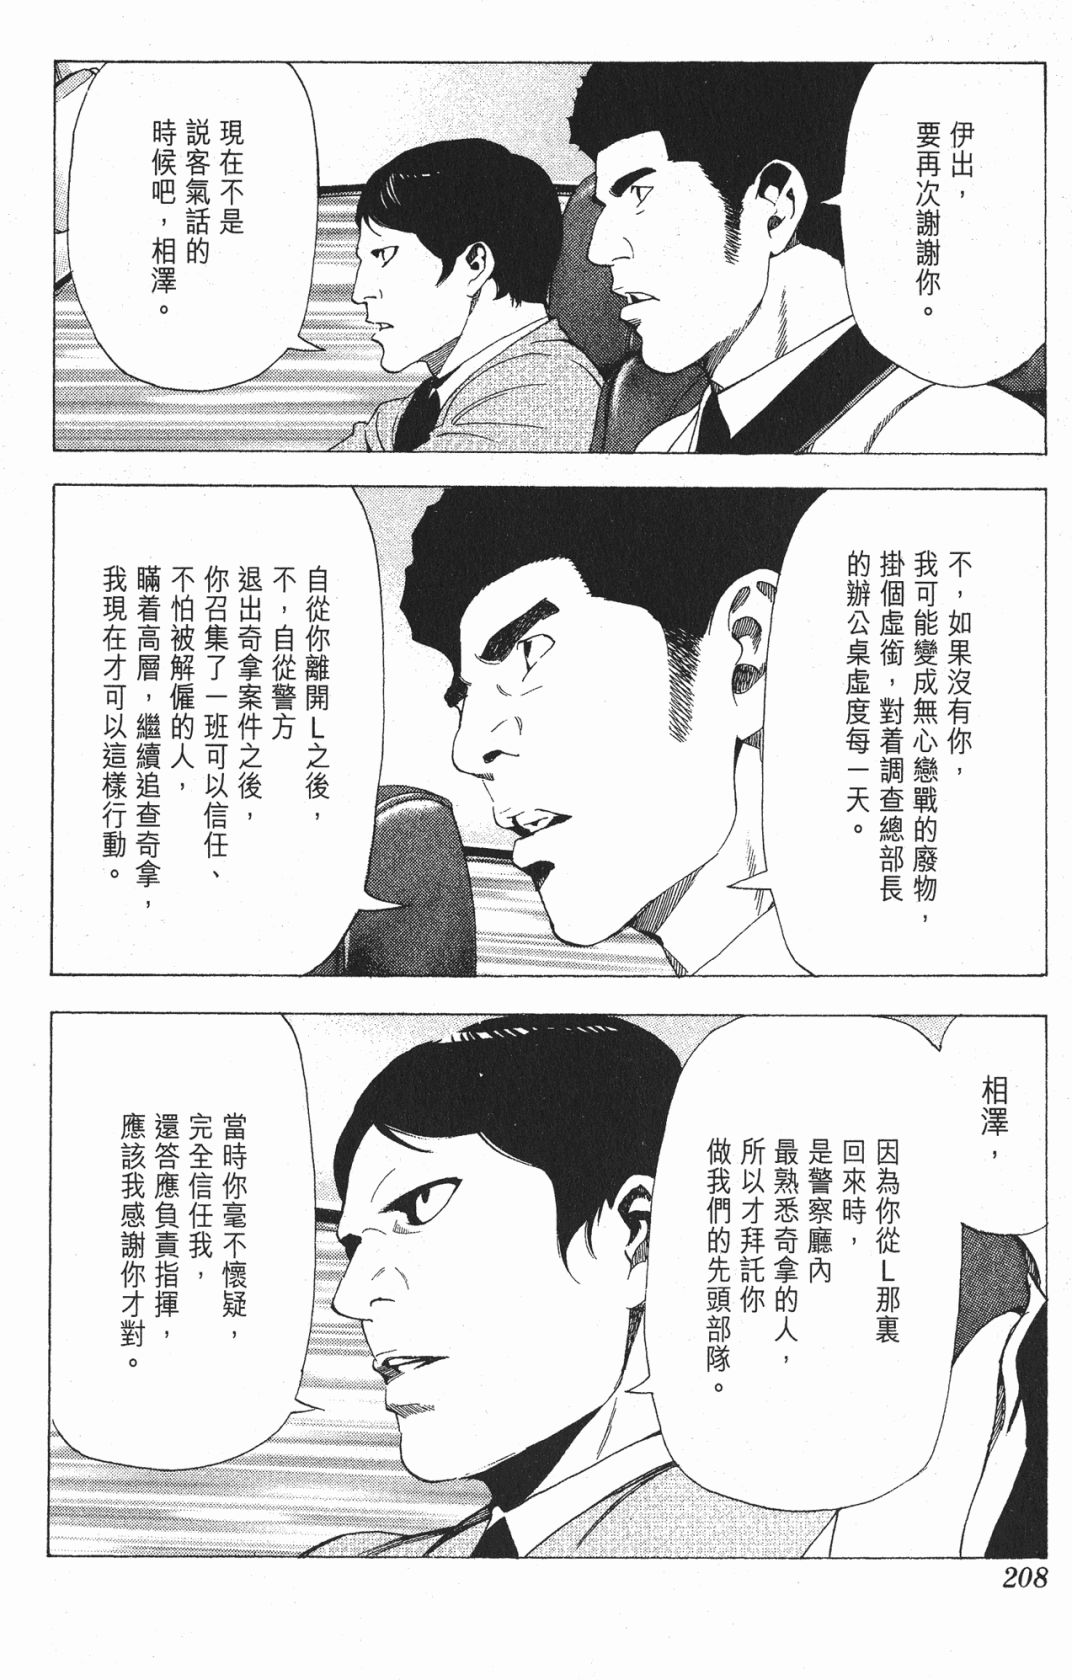 伊出，
要再次謝謝你。
現在不是
説客氣話的
時候吧，相澤。
不，如果沒有你，
我可能變成無心戀戰的廢物，
掛個虛銜，對着調查總部長
的辦公桌虛度每一天。
自從你離開L之後，
不，自從警方
退出奇拿案件之後，
你召集了一班可以信任、
不怕被解僱的人，
瞞着高層，繼續追查奇拿，
我現在才可以這樣行動。
相澤，
因為你從L那裏
回來時，
是警察廳內
最熟悉奇拿的人，
所以才拜託你
做我們的先頭部隊。
當時你毫不懷疑，
完全信任我，
還答應負責指揮，
應該我感謝你才對。
208